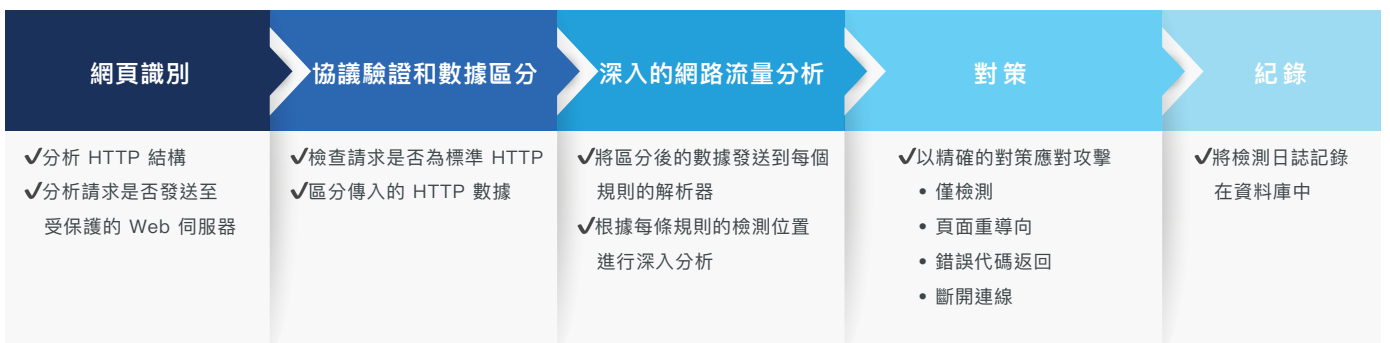 網頁識別
✓分析 HTTP 結構
✓分析請求是否發送至
受保護的 Web 伺服器
協議驗證和數據區分
✓檢查請求是否為標準 HTTP
✓區分傳入的 HTTP 數據
深入的網路流量分析
✓將區分後的數據發送到每個
規則的解析器
✓根據每條規則的檢測位置
進行深入分析
對策
✓以精確的對策應對攻擊
• 僅檢測
• 頁面重導向
• 錯誤代碼返回
• 斷開連線
紀錄
✓將檢測日誌記錄
在資料庫中